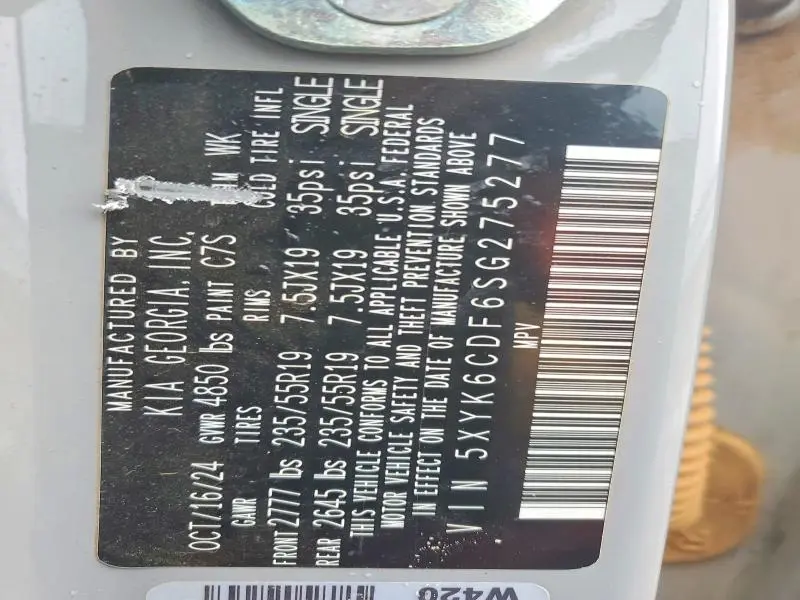 MANUFACTURED BY
KIA GEORGIA, INC.
OCT/16/24 GVWR 4850 lbs PAINT C7S WK
GAWR TIRES RIMS COLD TIRE INFL
FRONT 2777 lbs 235/55R19 7.5JX19 35psi SINGLE
REAR 2645 lbs 235/55R19 7.5JX19 35psi SINGLE
THIS VEHICLE CONFORMS TO ALL APPLICABLE U.S.A. FEDERAL
MOTOR VEHICLE SAFETY AND THEFT PREVENTION STANDARDS
IN EFFECT ON THE DATE OF MANUFACTURE SHOWN ABOVE
VIN 5XYK6CDF6SG275277
MPV